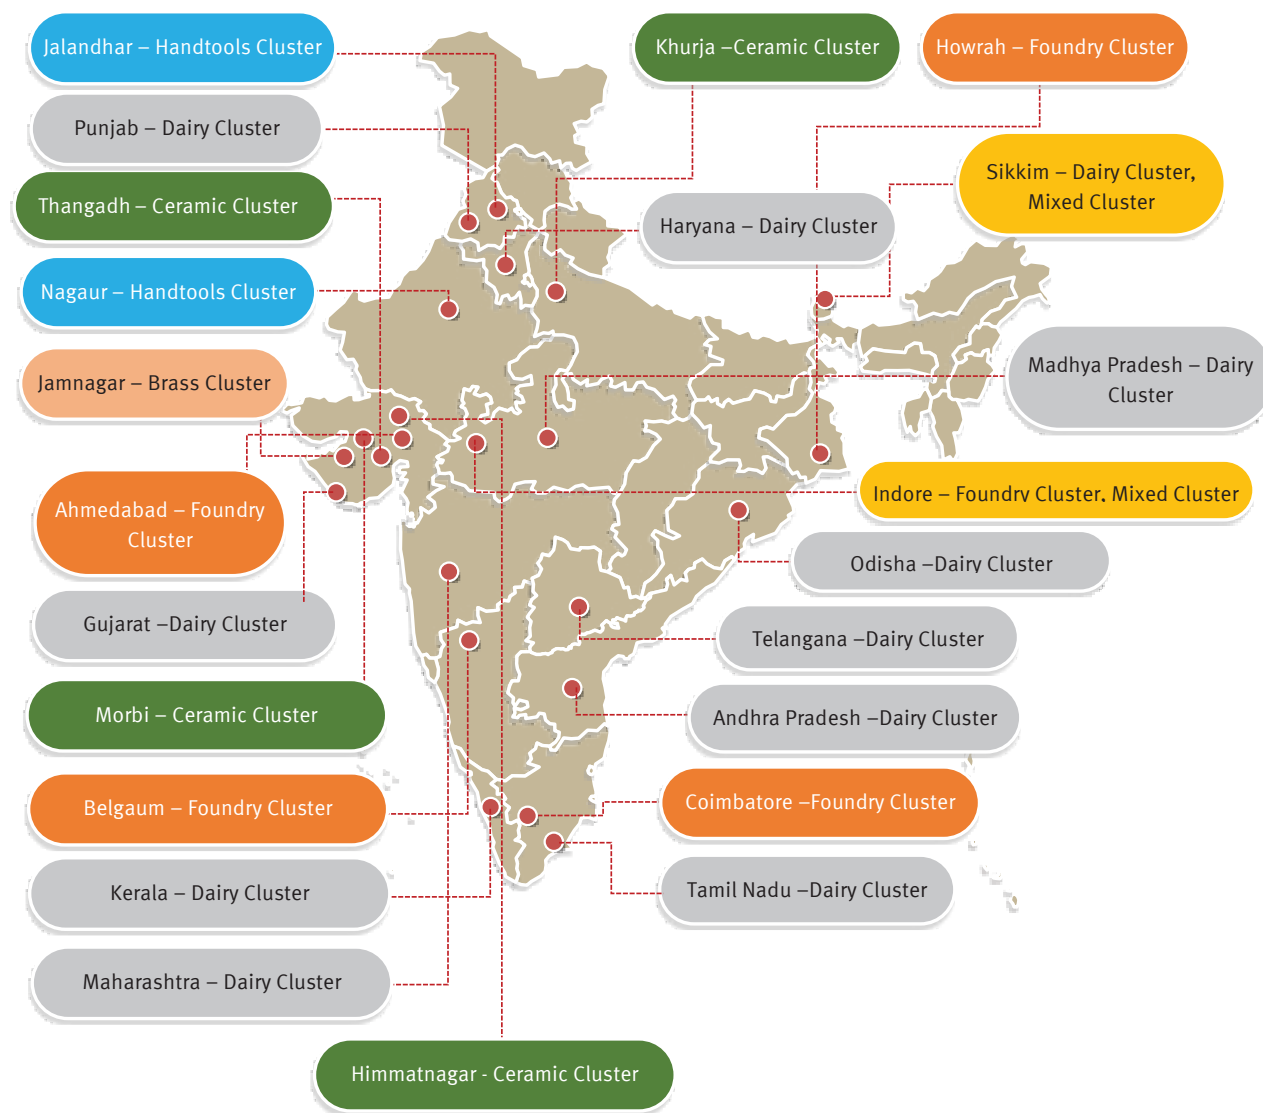 Jalandhar – Handtools Cluster
Khurja –Ceramic Cluster
Howrah – Foundry Cluster
Punjab – Dairy Cluster
Sikkim – Dairy Cluster,
Mixed Cluster
Thangadh – Ceramic Cluster
Haryana – Dairy Cluster
Nagaur – Handtools Cluster
Madhya Pradesh – Dairy
Cluster
Jamnagar – Brass Cluster
Indore – Foundry Cluster, Mixed Cluster
Ahmedabad – Foundry
Cluster
Odisha –Dairy Cluster
Gujarat –Dairy Cluster
Telangana –Dairy Cluster
Morbi – Ceramic Cluster
Andhra Pradesh –Dairy Cluster
Belgaum – Foundry Cluster
Coimbatore –Foundry Cluster
Kerala – Dairy Cluster
Tamil Nadu –Dairy Cluster
Maharashtra – Dairy Cluster
Himmatnagar - Ceramic Cluster